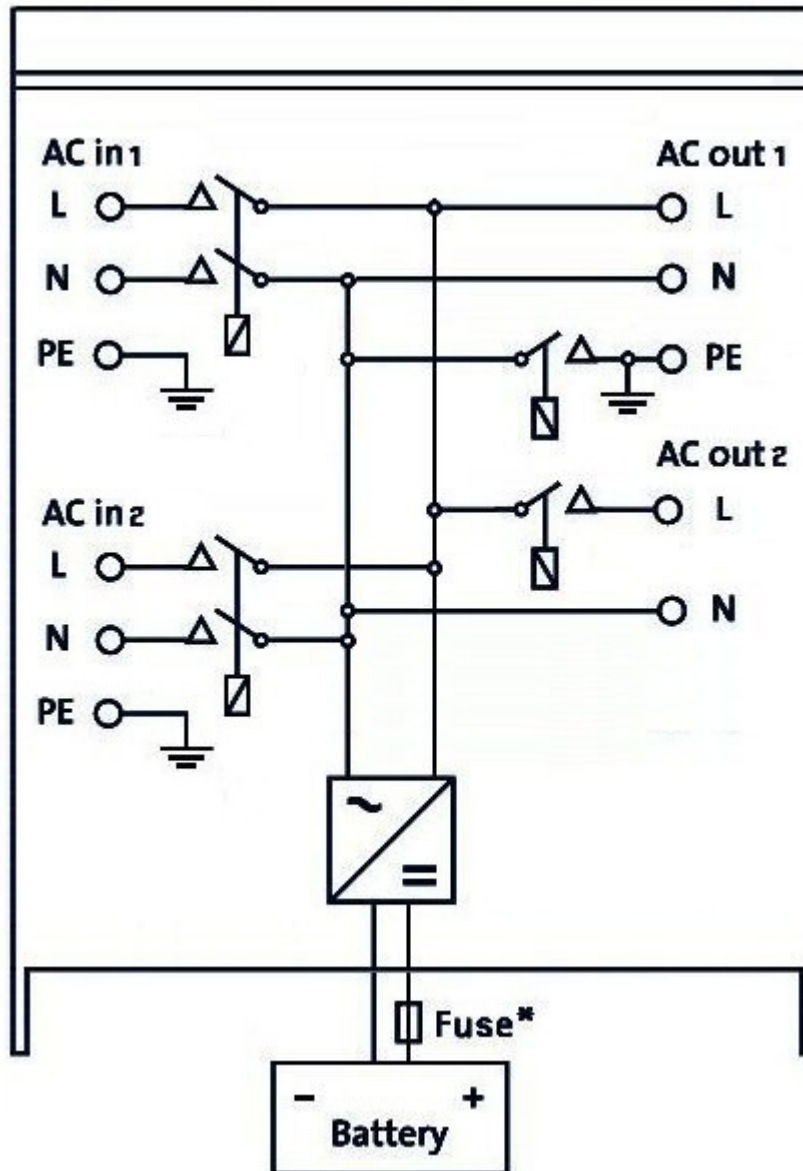 AC in 1
L
N
PE
AC out 1
L
N
PE
AC in 2
L
N
PE
AC out 2
L
N
~
=
Fuse*
- +
Battery